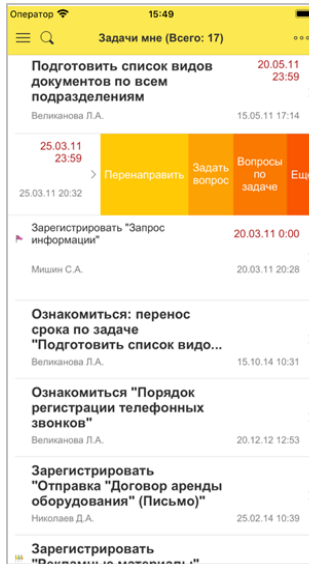 Оператор 15:49
Задачи мне (Всего: 17)
Подготовить список видов 20.05.11
документов по всем 23:59
подразделениям
Великанова Л.А. 15.05.11 17:14
25.03.11
23:59
25.03.11 20:32
Перенаправить
Задать
вопрос
Вопросы
по
задаче
Еще
Зарегистрировать "Запрос
информации" 20.03.11 0:00
Мишин С.А. 20.03.11 20:28
Ознакомиться: перенос
срока по задаче
"Подготовить список видо...
Великанова Л.А. 15.10.14 10:31
Ознакомиться "Порядок
регистрации телефонных
звонков"
Великанова Л.А. 20.12.12 12:53
Зарегистрировать
"Отправка "Договор аренды
оборудования" (Письмо)"
Николаев Д.А. 25.02.14 10:39
Зарегистрировать
"Рекламные материалы"